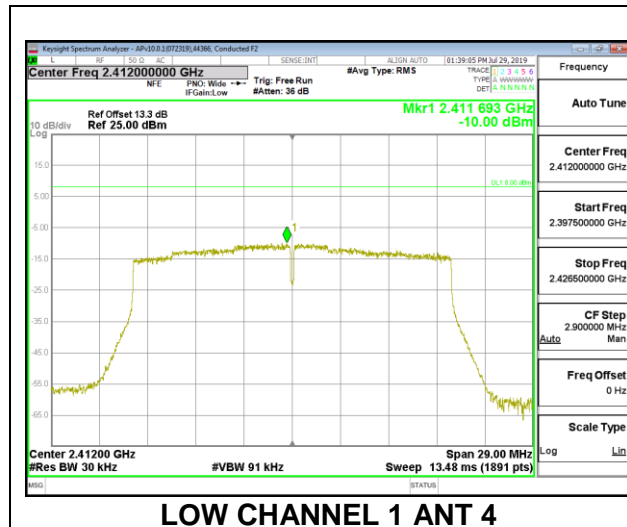 Keysight Spectrum Analyzer - APv10.0.1(072319),44366, Conducted F2
L RF 50 Ω AC SENSE:INT ALIGN AUTO 01:39:05 PM Jul 29, 2019
Center Freq 2.412000000 GHz
NFE PNO: Wide IFGain:Low
Trig: Free Run #Atten: 36 dB
#Avg Type: RMS
TRACE 1 2 3 4 5 6
TYPE A WWWWW
DET A N N N N N
Frequency
Mkr1 2.411 693 GHz
-10.00 dBm
Ref Offset 13.3 dB
10 dB/div Ref 25.00 dBm
Log
15.0
5.00
-5.00
-15.0
-25.0
-35.0
-45.0
-55.0
-65.0
1
Auto Tune
Center Freq
2.412000000 GHz
Start Freq
2.397500000 GHz
Stop Freq
2.426500000 GHz
CF Step
2.900000 MHz
Auto Man
Freq Offset
0 Hz
Scale Type
Log Lin
Center 2.41200 GHz Span 29.00 MHz
#Res BW 30 kHz #VBW 91 kHz Sweep 13.48 ms (1891 pts)
MSG STATUS
LOW CHANNEL 1 ANT 4